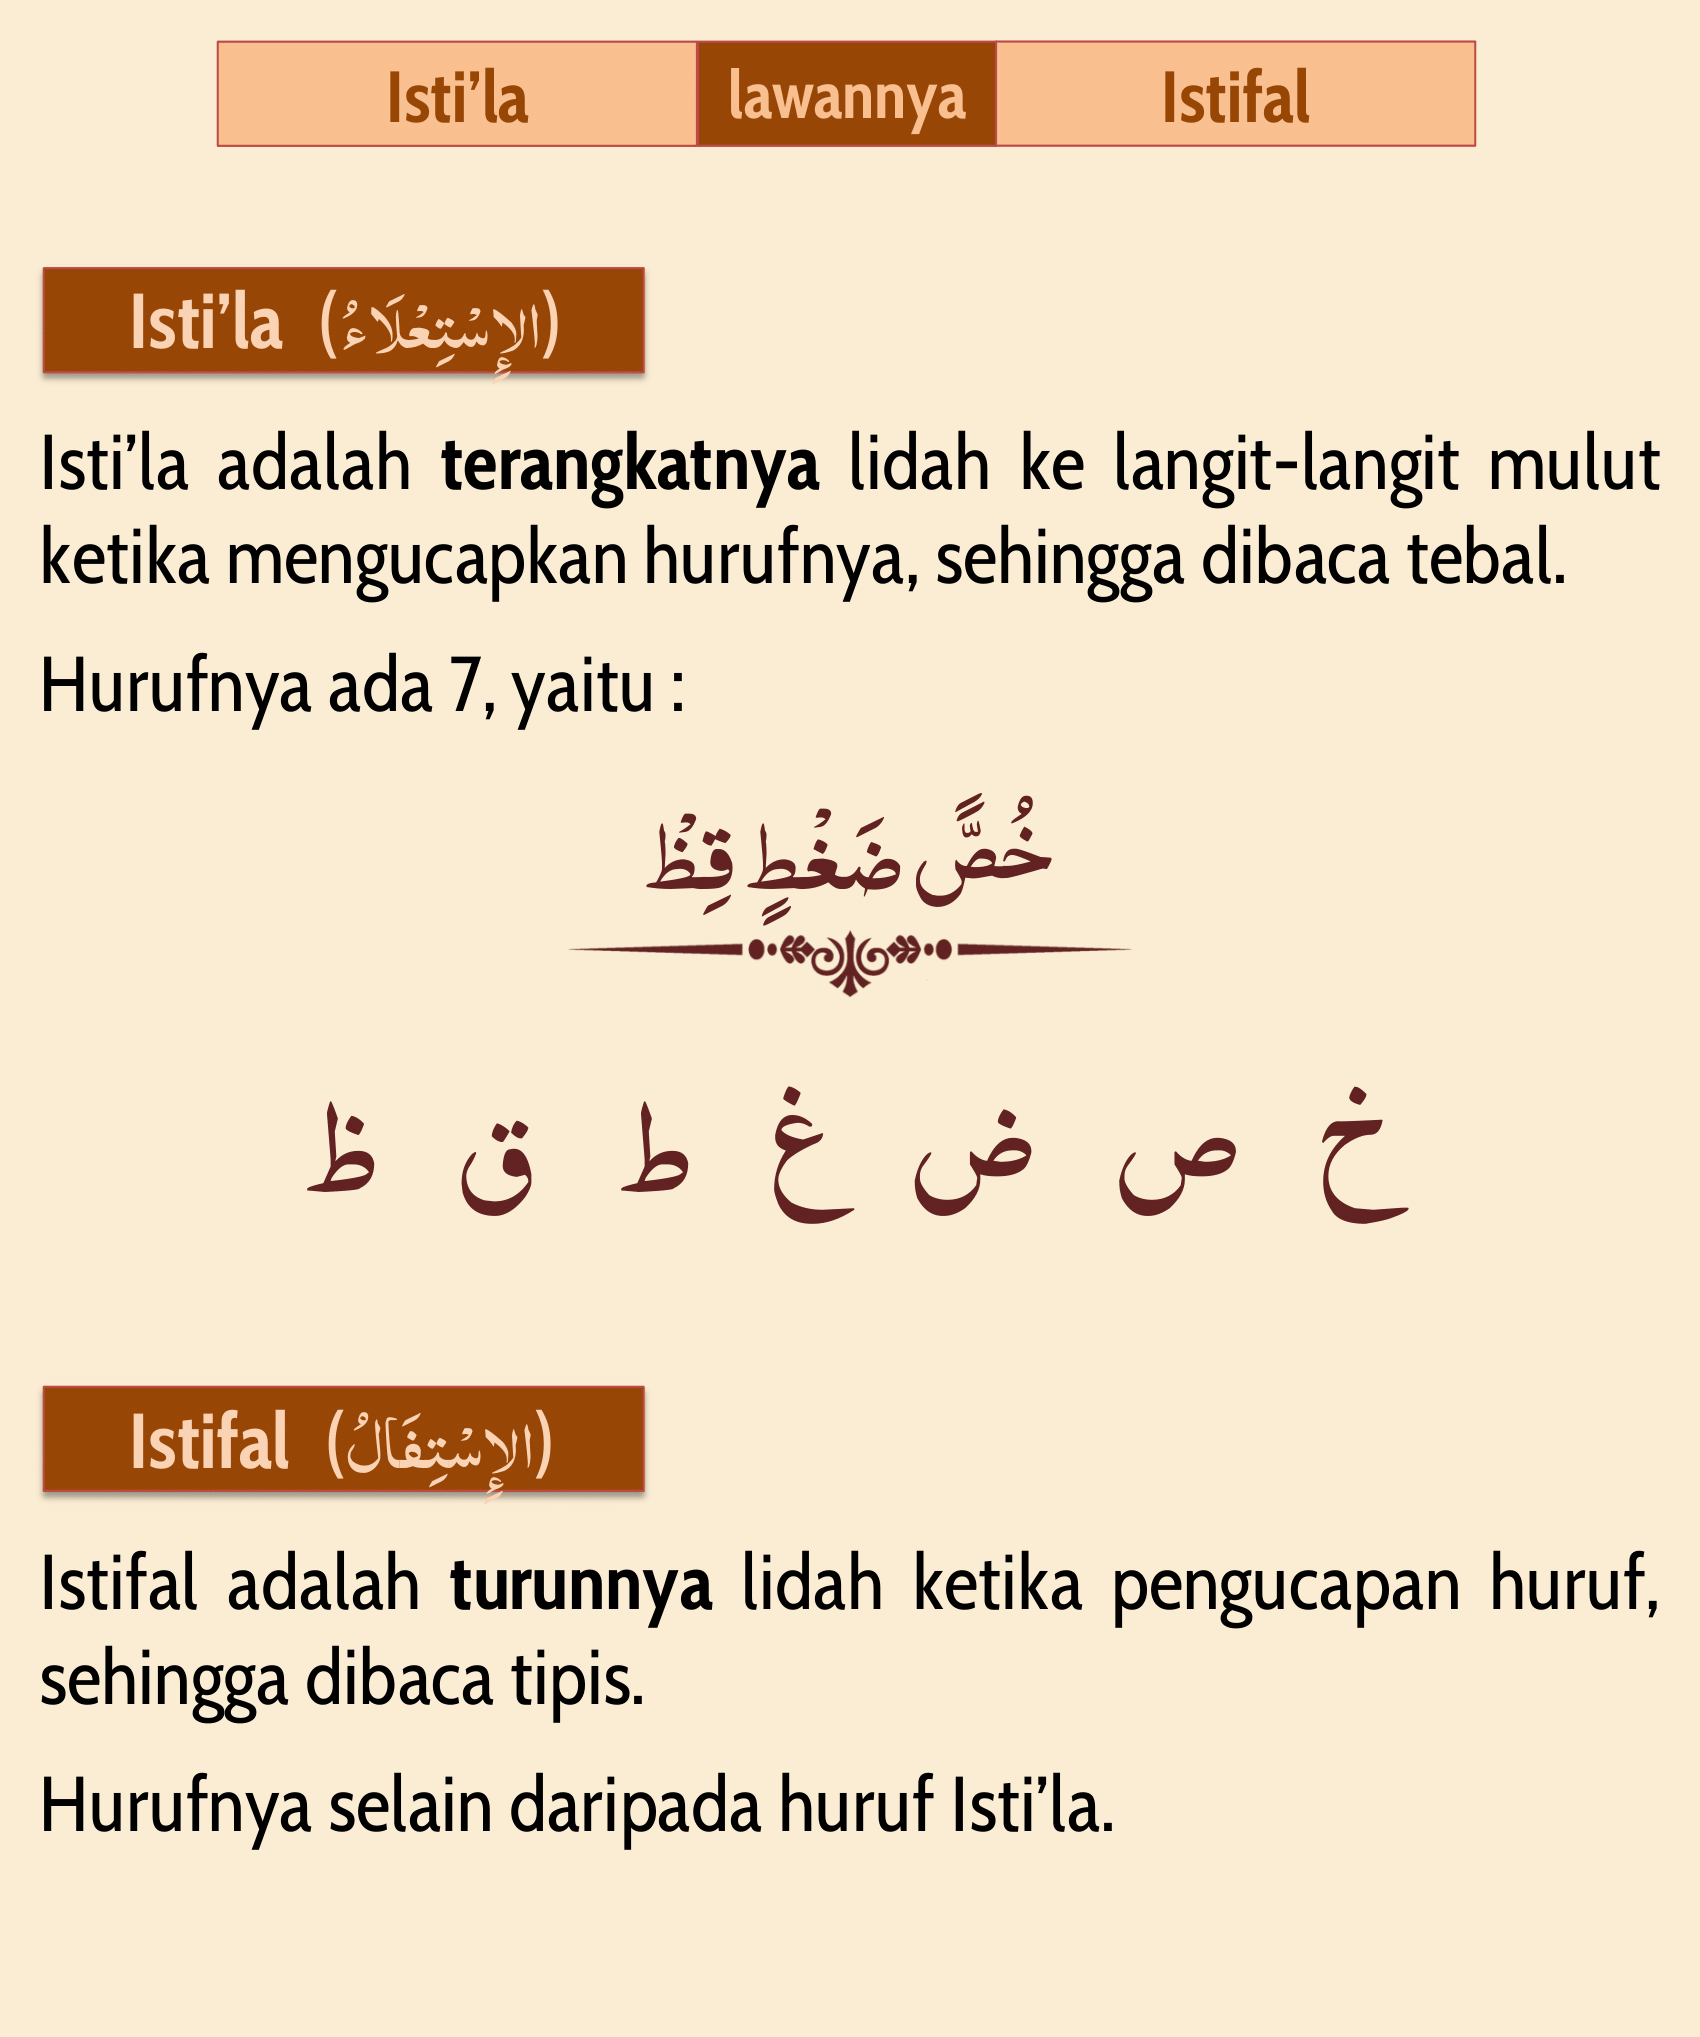 Isti’la lawannya Istifal
Isti’la (الإِسْتِعْلَاءُ)
Isti’la adalah terangkatnya lidah ke langit-langit mulut
ketika mengucapkan hurufnya, sehingga dibaca tebal.
Hurufnya ada 7, yaitu :
خُصًّ ضَغْطٍ قِظْ
خ ص ض غ ط ق ظ
Istifal (الإِسْتِفَالُ)
Istifal adalah turunnya lidah ketika pengucapan huruf,
sehingga dibaca tipis.
Hurufnya selain daripada huruf Isti’la.